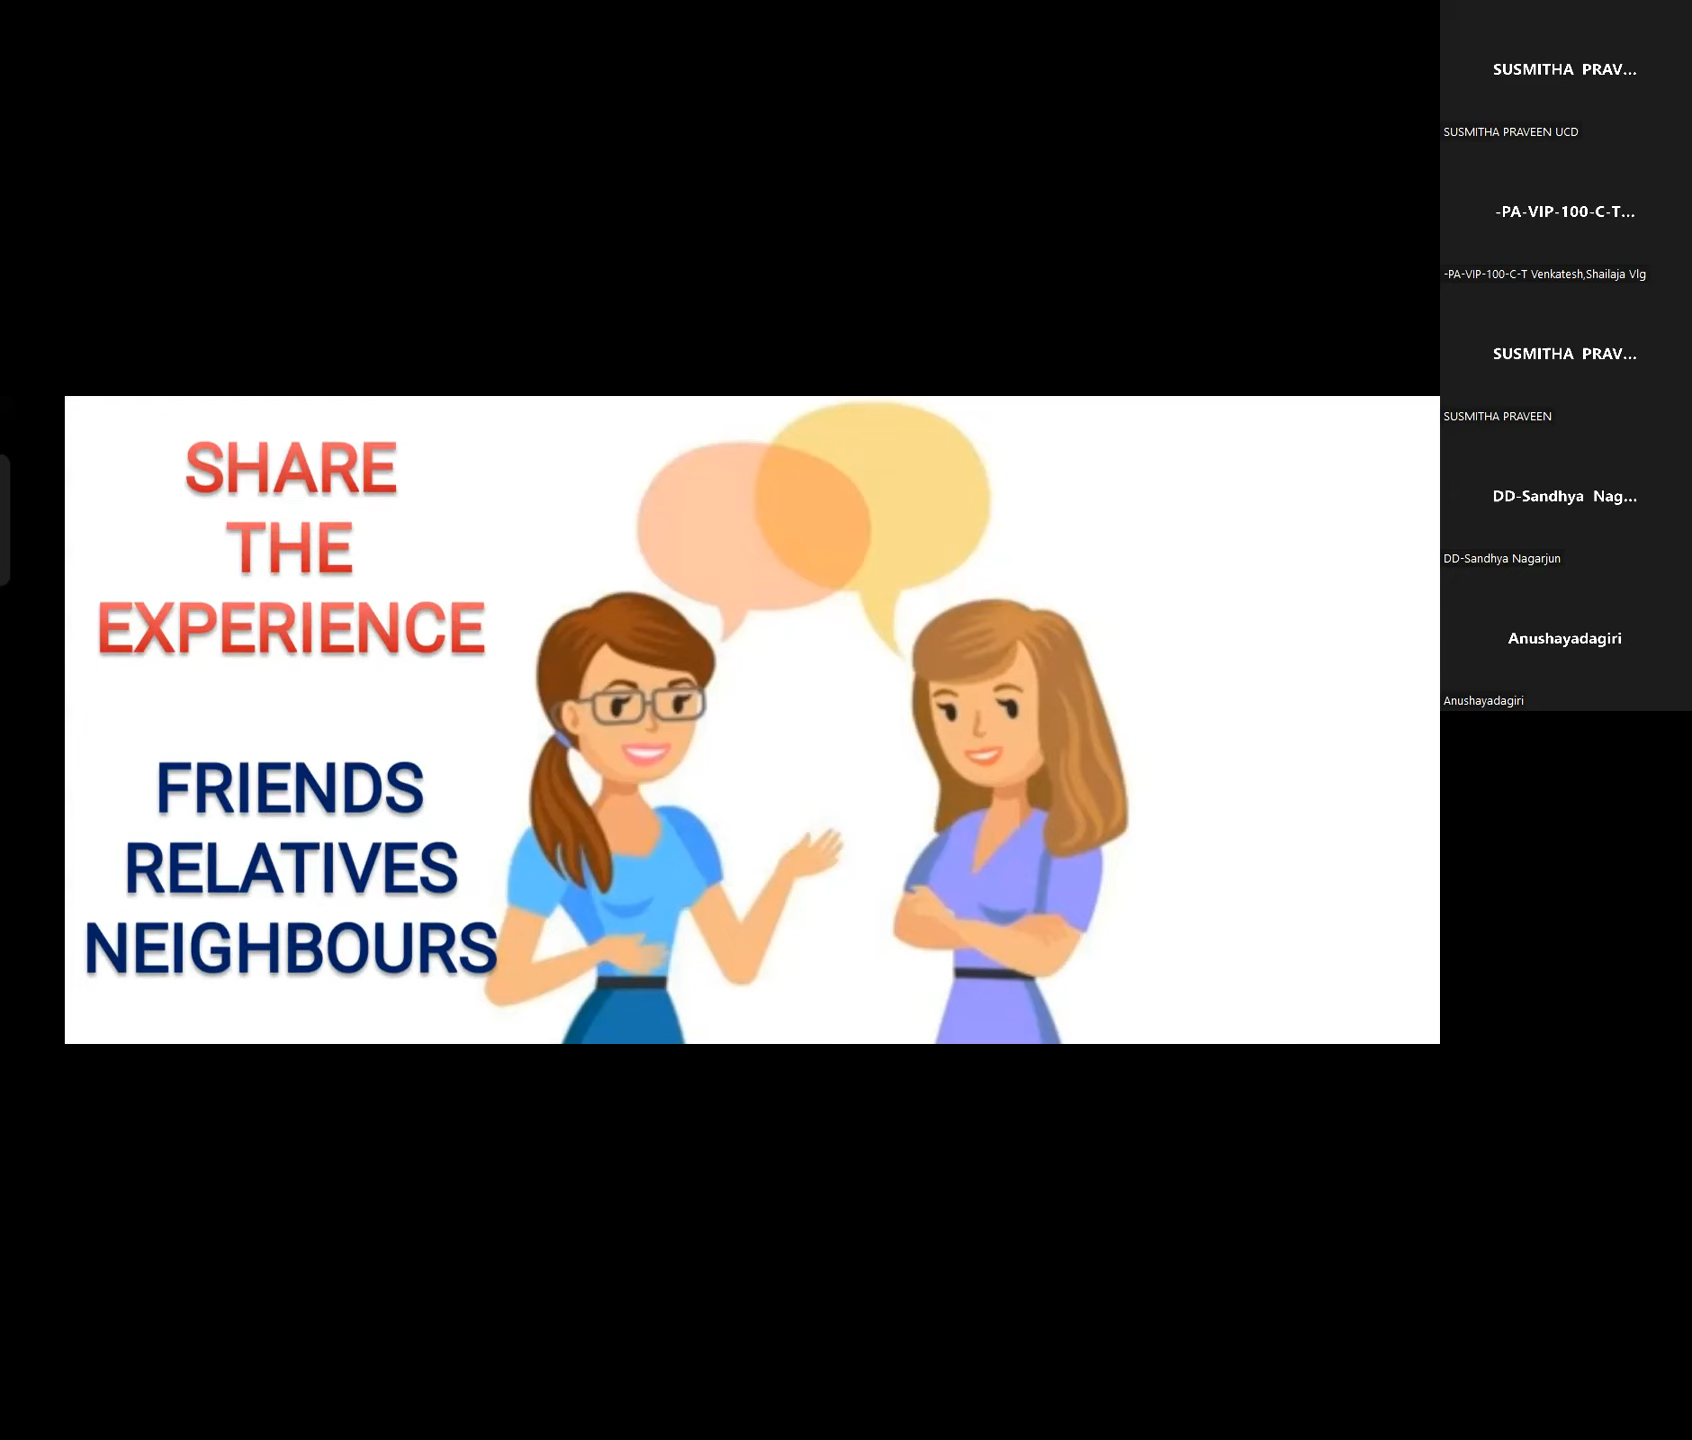 SHARE
THE
EXPERIENCE
FRIENDS
RELATIVES
NEIGHBOURS
SUSMITHA PRAV...
SUSMITHA PRAVEEN UCD
-PA-VIP-100-C-T...
-PA-VIP-100-C-T Venkatesh,Shailaja Vlg
SUSMITHA PRAV...
SUSMITHA PRAVEEN
DD-Sandhya Nag...
DD-Sandhya Nagarjun
Anushayadagiri
Anushayadagiri